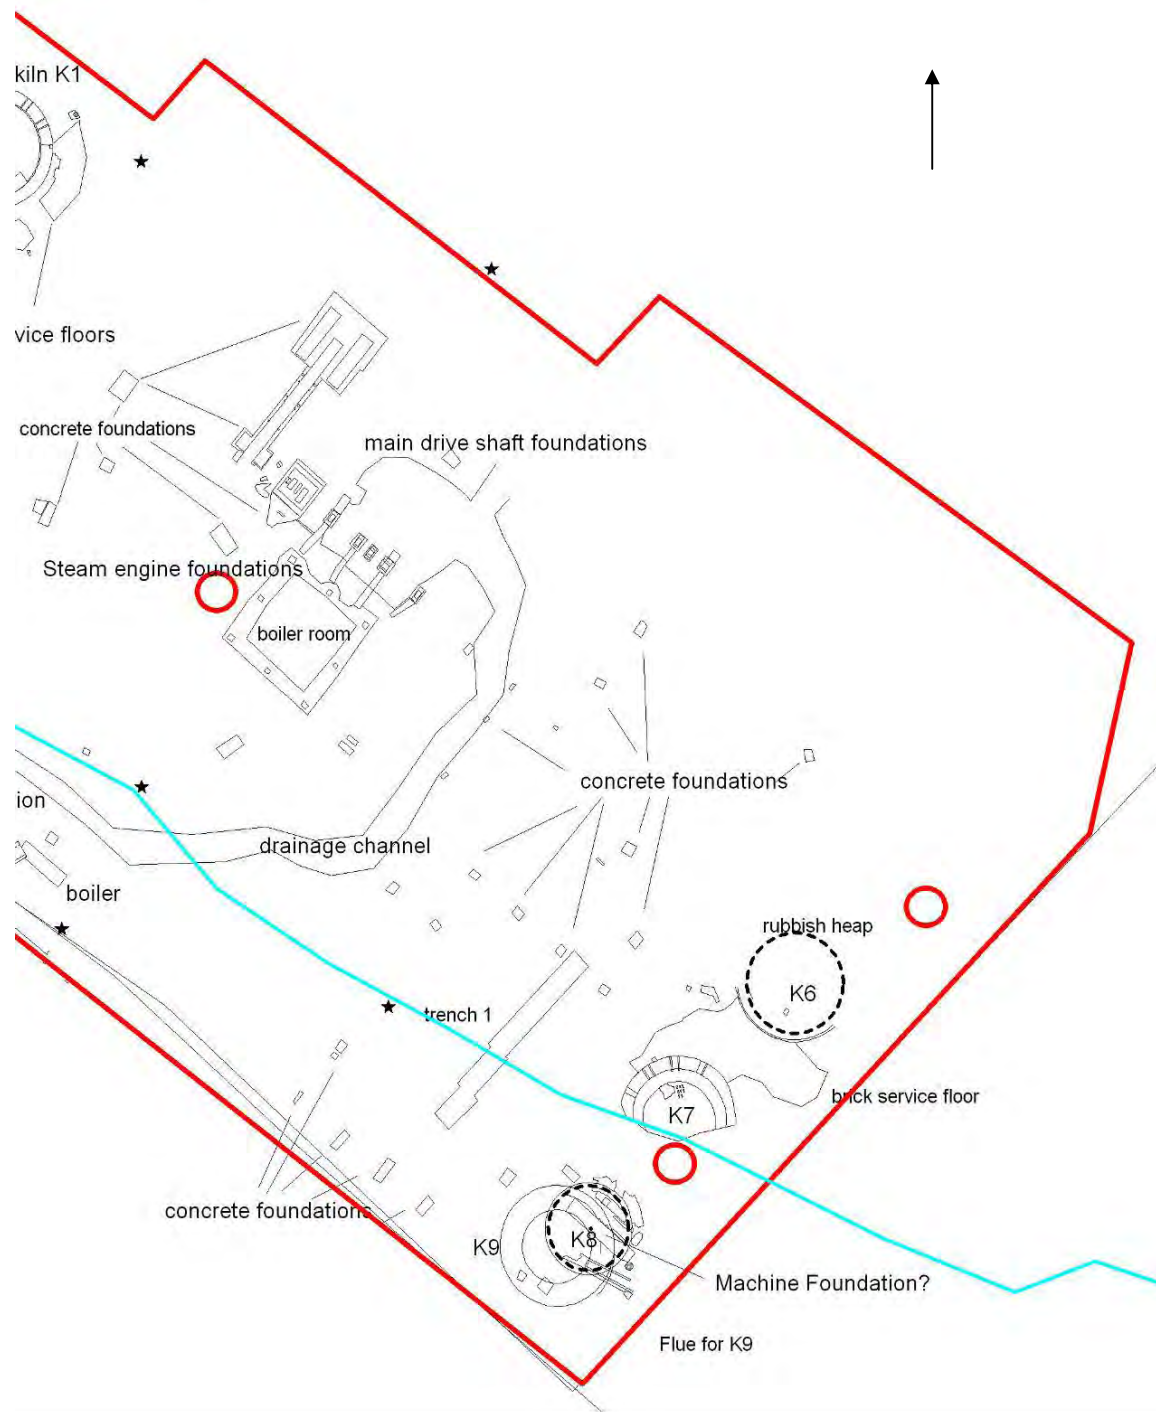 kiln K1
vice floors
concrete foundations
main drive shaft foundations
Steam engine foundations
boiler room
concrete foundations
ion
drainage channel
boiler
rubbish heap
K6
trench 1
brick service floor
K7
concrete foundations
K9
K8
Machine Foundation?
Flue for K9